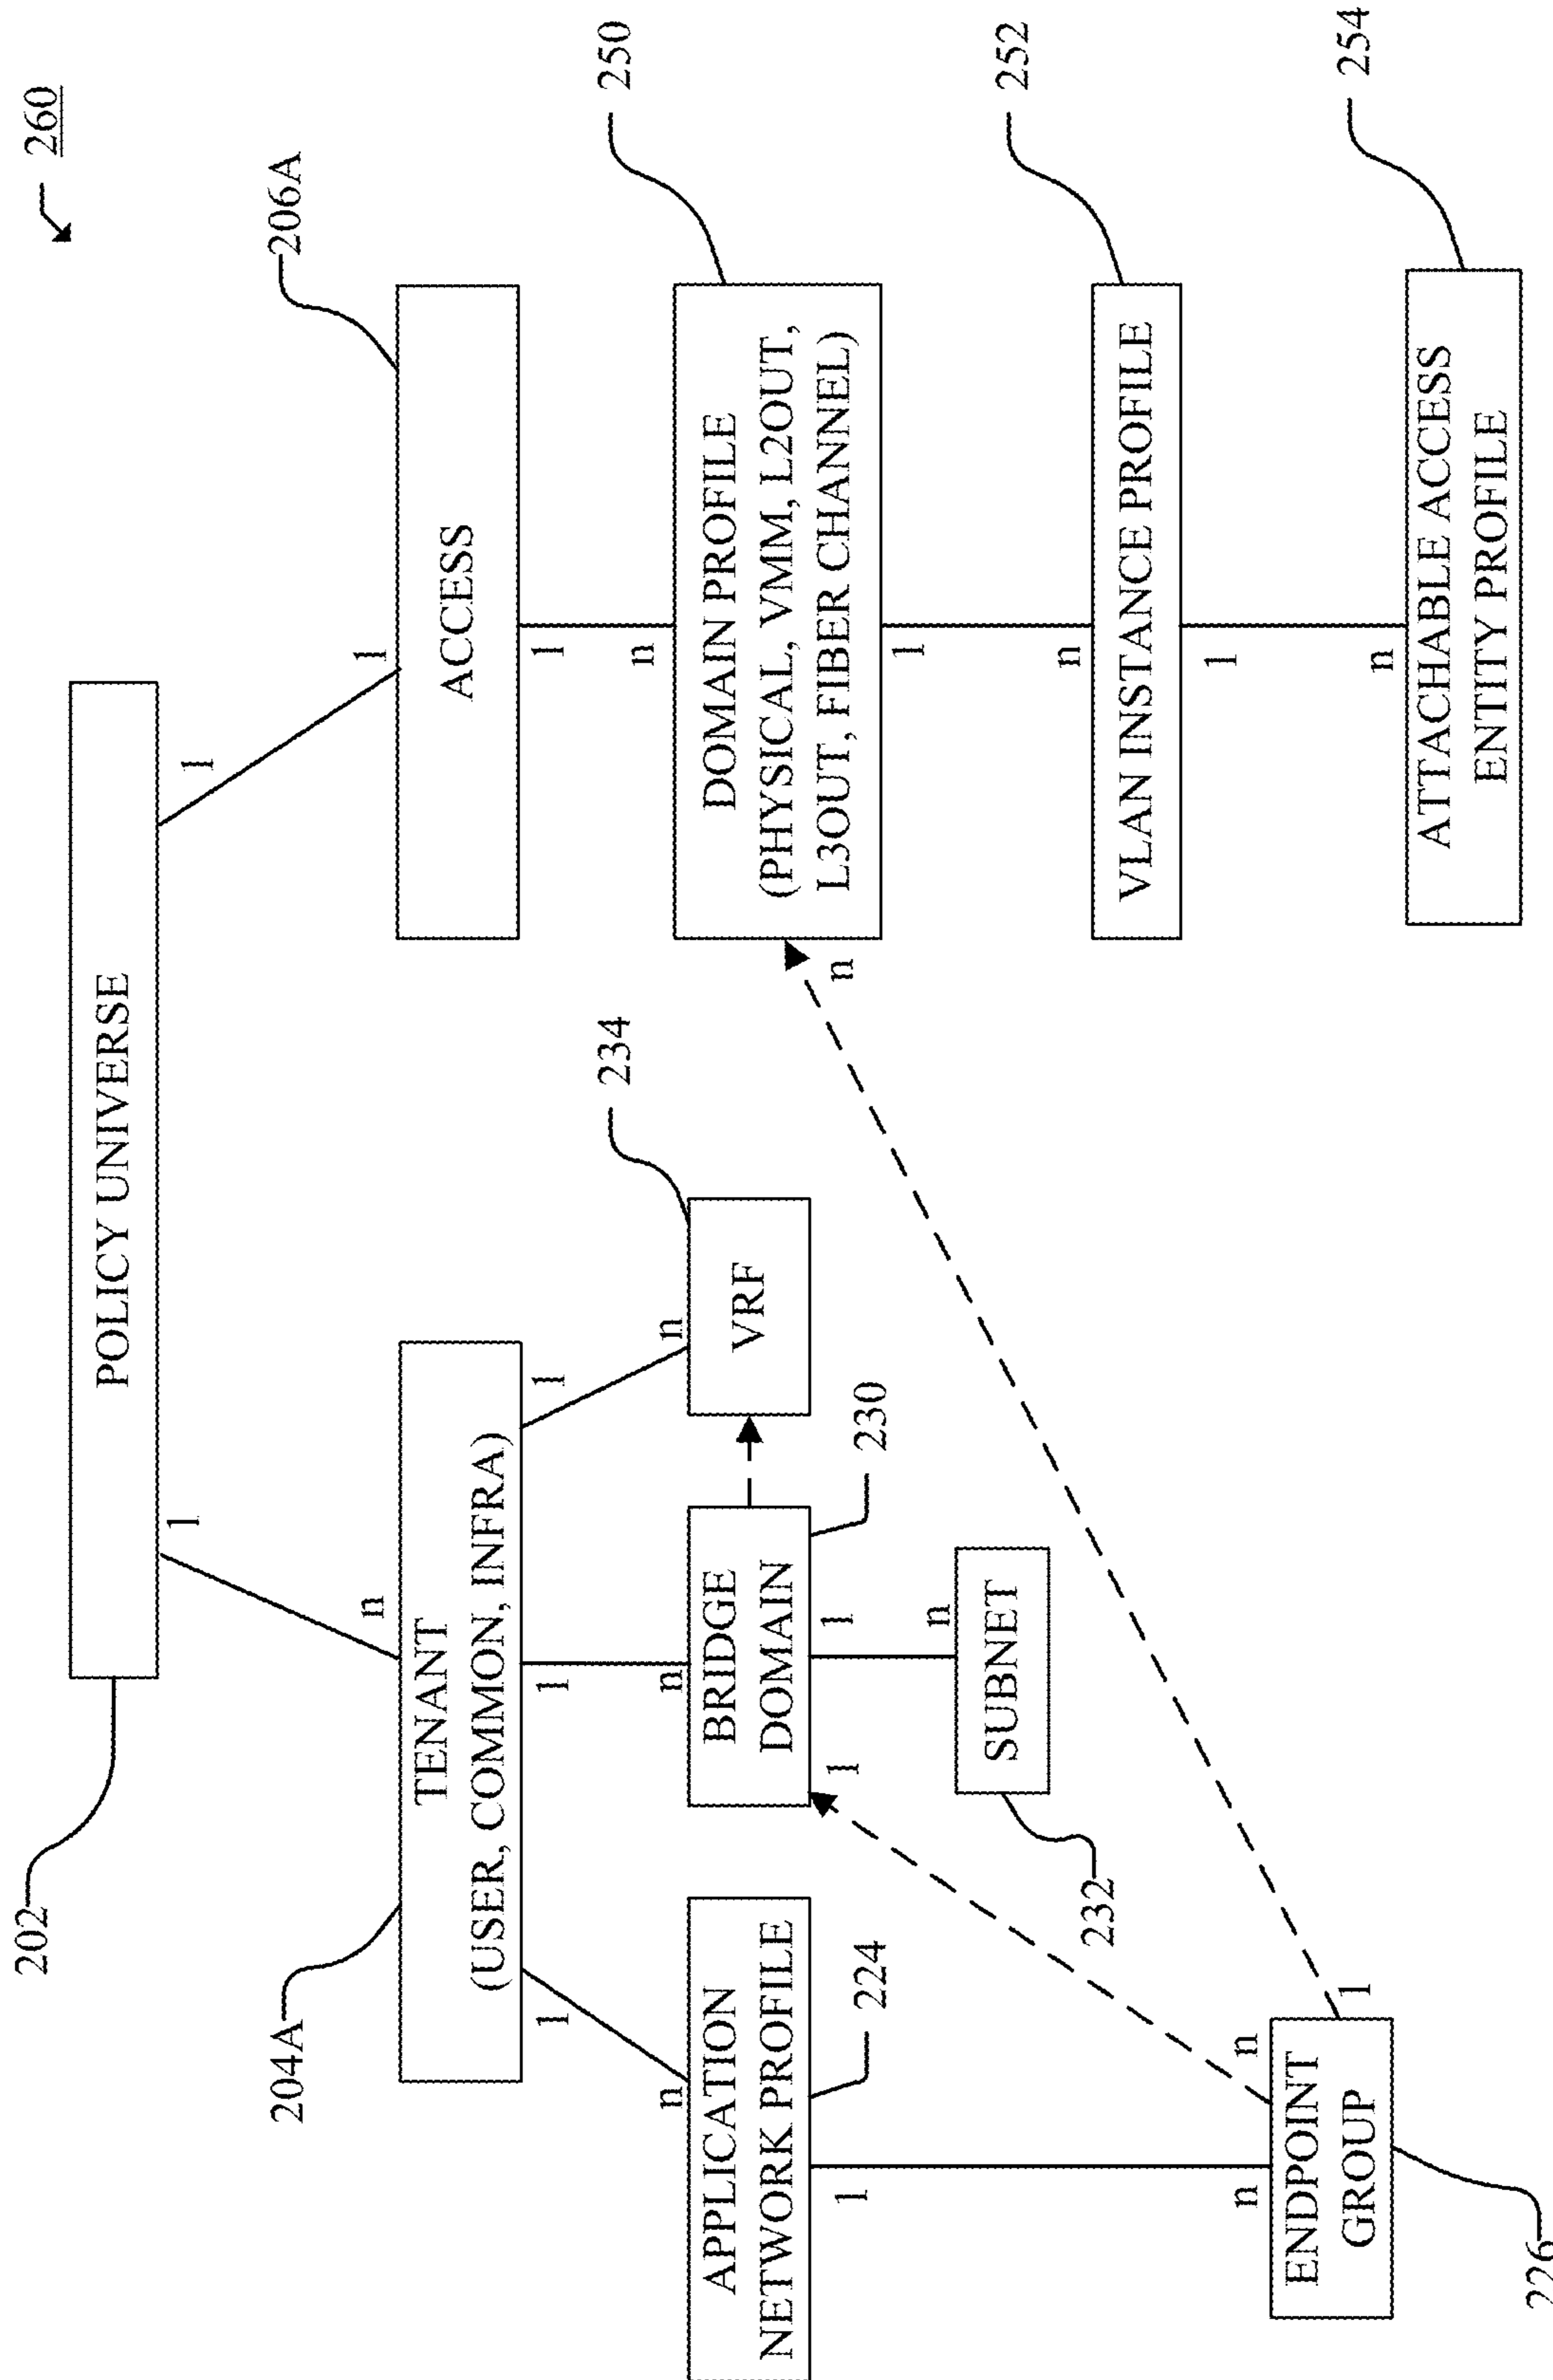 260
POLICY UNIVERSE
202
1
1
n
1
204A
TENANT
(USER, COMMON, INFRA)
206A
ACCESS
1
1
1
1
n
n
n
n
APPLICATION
NETWORK PROFILE
224
BRIDGE
DOMAIN
230
VRF
234
DOMAIN PROFILE
(PHYSICAL, VMM, L2OUT,
L3OUT, FIBER CHANNEL)
250
1
1
1
n
1
n
n
SUBNET
232
VLAN INSTANCE PROFILE
252
n
n
1
1
n
ENDPOINT
GROUP
226
ATTACHABLE ACCESS
ENTITY PROFILE
254